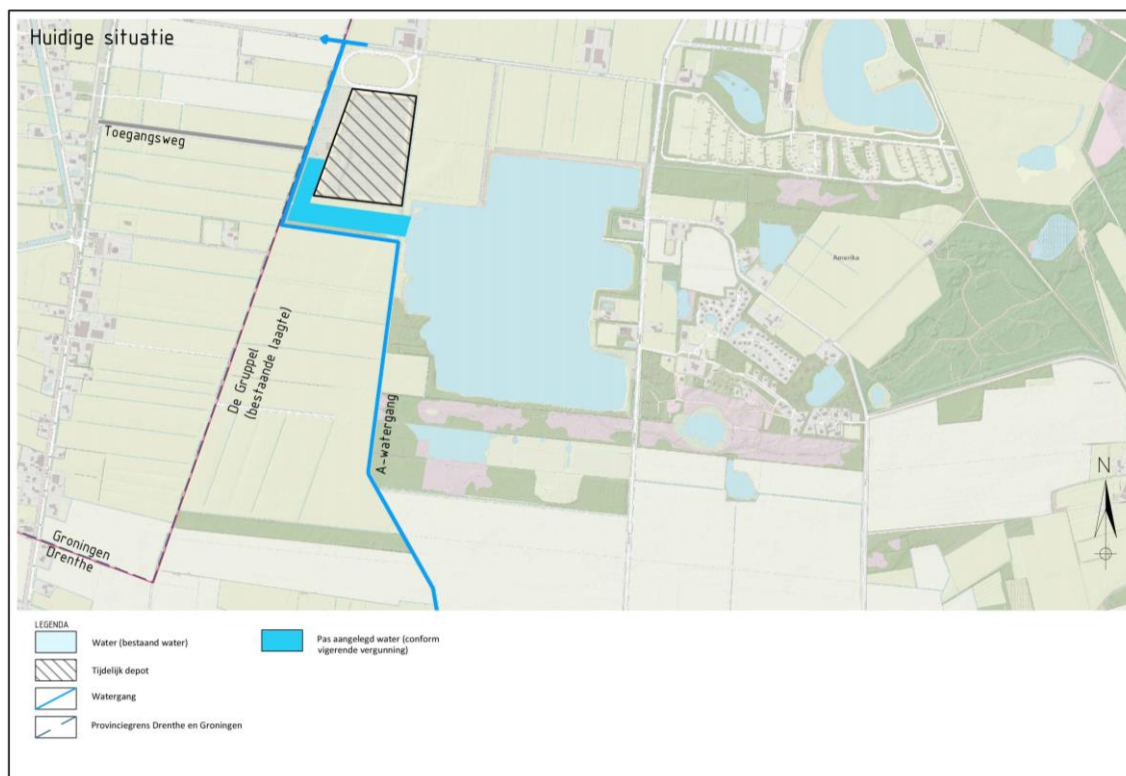 Huidige situatie
Toegangsweg
De Gruppel
(bestaande laagte)
A-watergang
Amerika
N
Groningen
Drenthe
LEGENDA
Water (bestaand water)
Tijdelijk depot
Watergang
Provinciegrens Drenthe en Groningen
Pas aangelegd water (conform
vigerende vergunning)